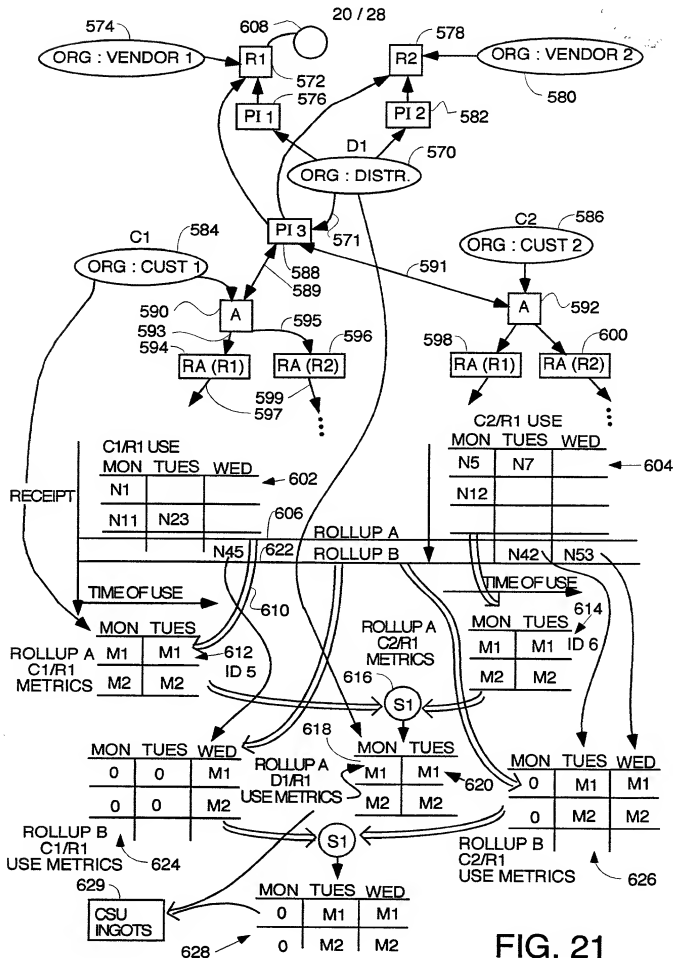 574
608
20 / 28
578
ORG : VENDOR 1
R1
R2
ORG : VENDOR 2
572
576
580
PI 1
PI 2
582
D1
570
ORG : DISTR.
C1
584
571
C2
586
PI 3
588
591
ORG : CUST 1
589
ORG : CUST 2
590
A
A
592
593
595
594
596
598
600
RA (R1)
RA (R2)
RA (R1)
RA (R2)
599
597
C1/R1 USE
MON TUES WED
602
N1
N11 N23
C2/R1 USE
MON TUES WED
N5 N7
604
N12
RECEIPT
606
ROLLUP A
N45
622
ROLLUP B
N42
N53
TIME OF USE
610
TIME OF USE
MON TUES
ROLLUP A
C1/R1
METRICS
M1 M1
612
ID 5
M2 M2
ROLLUP A
C2/R1
METRICS
616
MON TUES
614
M1 M1
ID 6
M2 M2
S1
618
MON TUES WED
0 0 M1
0 0 M2
ROLLUP A
D1/R1
USE METRICS
MON TUES
M1 M1
620
M2 M2
MON TUES WED
0 M1 M1
0 M2 M2
ROLLUP B
C1/R1
USE METRICS
624
S1
ROLLUP B
C2/R1
USE METRICS
626
629
CSU
INGOTS
MON TUES WED
0 M1 M1
628
0 M2 M2
FIG. 21